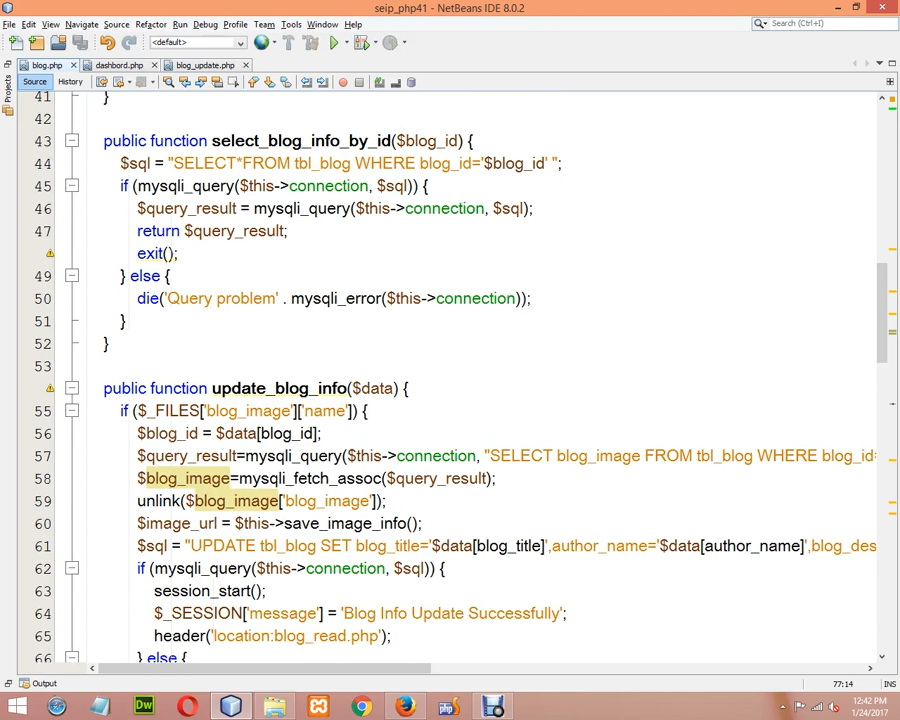 seip_php41 - NetBeans IDE 8.0.2
File Edit View Navigate Source Refactor Run Debug Profile Team Tools Window Help
<default>
Search (Ctrl+I)
blog.php dashbord.php blog_update.php
Source History
Projects
41 }
42
43 public function select_blog_info_by_id($blog_id) {
44 $sql = "SELECT*FROM tbl_blog WHERE blog_id='$blog_id' ";
45 if (mysqli_query($this->connection, $sql)) {
46 $query_result = mysqli_query($this->connection, $sql);
47 return $query_result;
exit();
49 } else {
50 die('Query problem' . mysqli_error($this->connection));
51 }
52 }
53
public function update_blog_info($data) {
55 if ($_FILES['blog_image']['name']) {
56 $blog_id = $data[blog_id];
57 $query_result=mysqli_query($this->connection, "SELECT blog_image FROM tbl_blog WHERE blog_id=
58 $blog_image=mysqli_fetch_assoc($query_result);
59 unlink($blog_image['blog_image']);
60 $image_url = $this->save_image_info();
61 $sql = "UPDATE tbl_blog SET blog_title='$data[blog_title]',author_name='$data[author_name]',blog_des
62 if (mysqli_query($this->connection, $sql)) {
63 session_start();
64 $_SESSION['message'] = 'Blog Info Update Successfully';
65 header('location:blog_read.php');
66 } else {
Output
77:14 INS
12:42 PM
1/24/2017